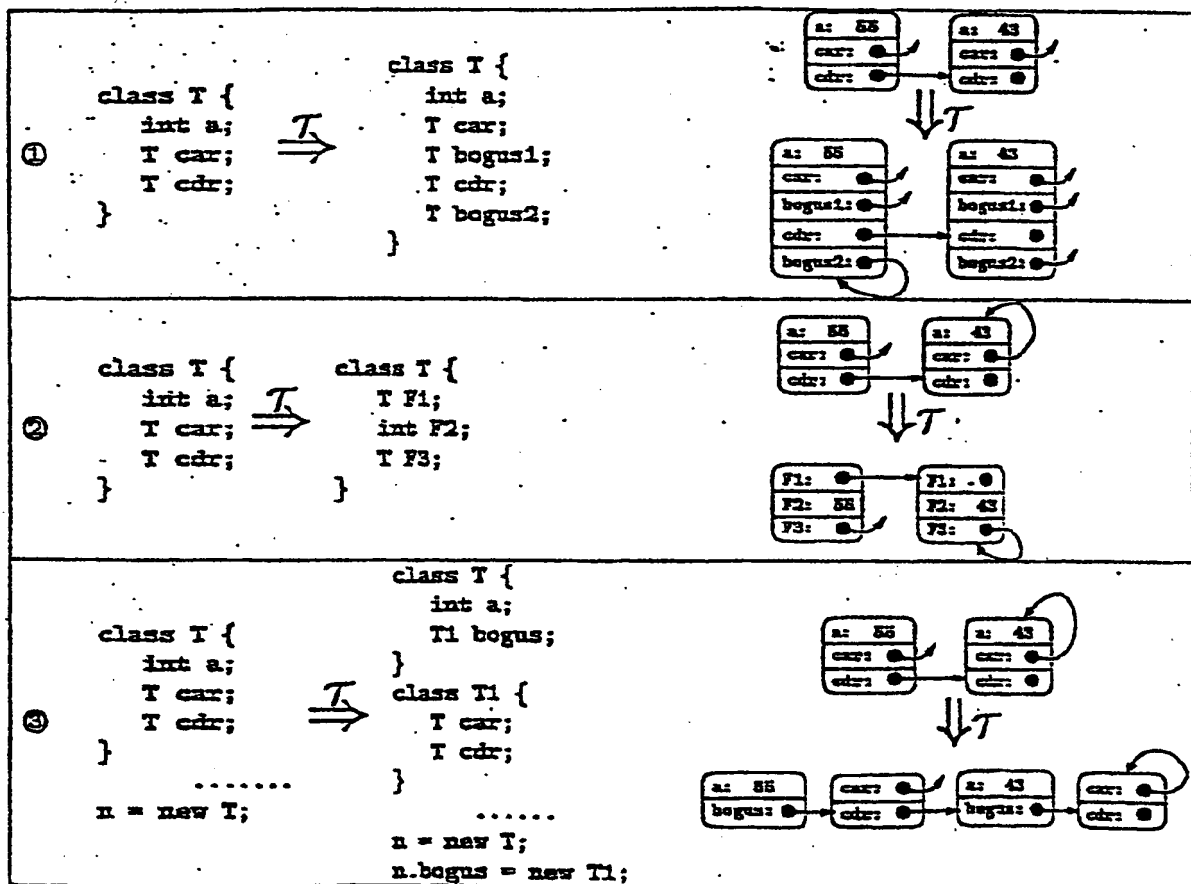 ①
class T {
int a;
T car;
T cdr;
}
T
class T {
int a;
T car;
T bogus1;
T cdr;
T bogus2;
}
a: 55
car:
cdr:
a: 43
car:
cdr:
T
a: 55
car:
bogus1:
cdr:
bogus2:
a: 43
car:
bogus1:
cdr:
bogus2:
②
class T {
int a;
T car;
T cdr;
}
T
class T {
T F1;
int F2;
T F3;
}
a: 55
car:
cdr:
a: 43
car:
cdr:
T
F1:
F2: 55
F3:
F1:
F2: 43
F3:
③
class T {
int a;
T car;
T cdr;
}
.......
n = new T;
T
class T {
int a;
T1 bogus;
}
class T1 {
T car;
T cdr;
}
......
n = new T;
n.bogus = new T1;
a: 55
car:
cdr:
a: 43
car:
cdr:
T
a: 55
bogus:
car:
cdr:
a: 43
bogus:
car:
cdr: